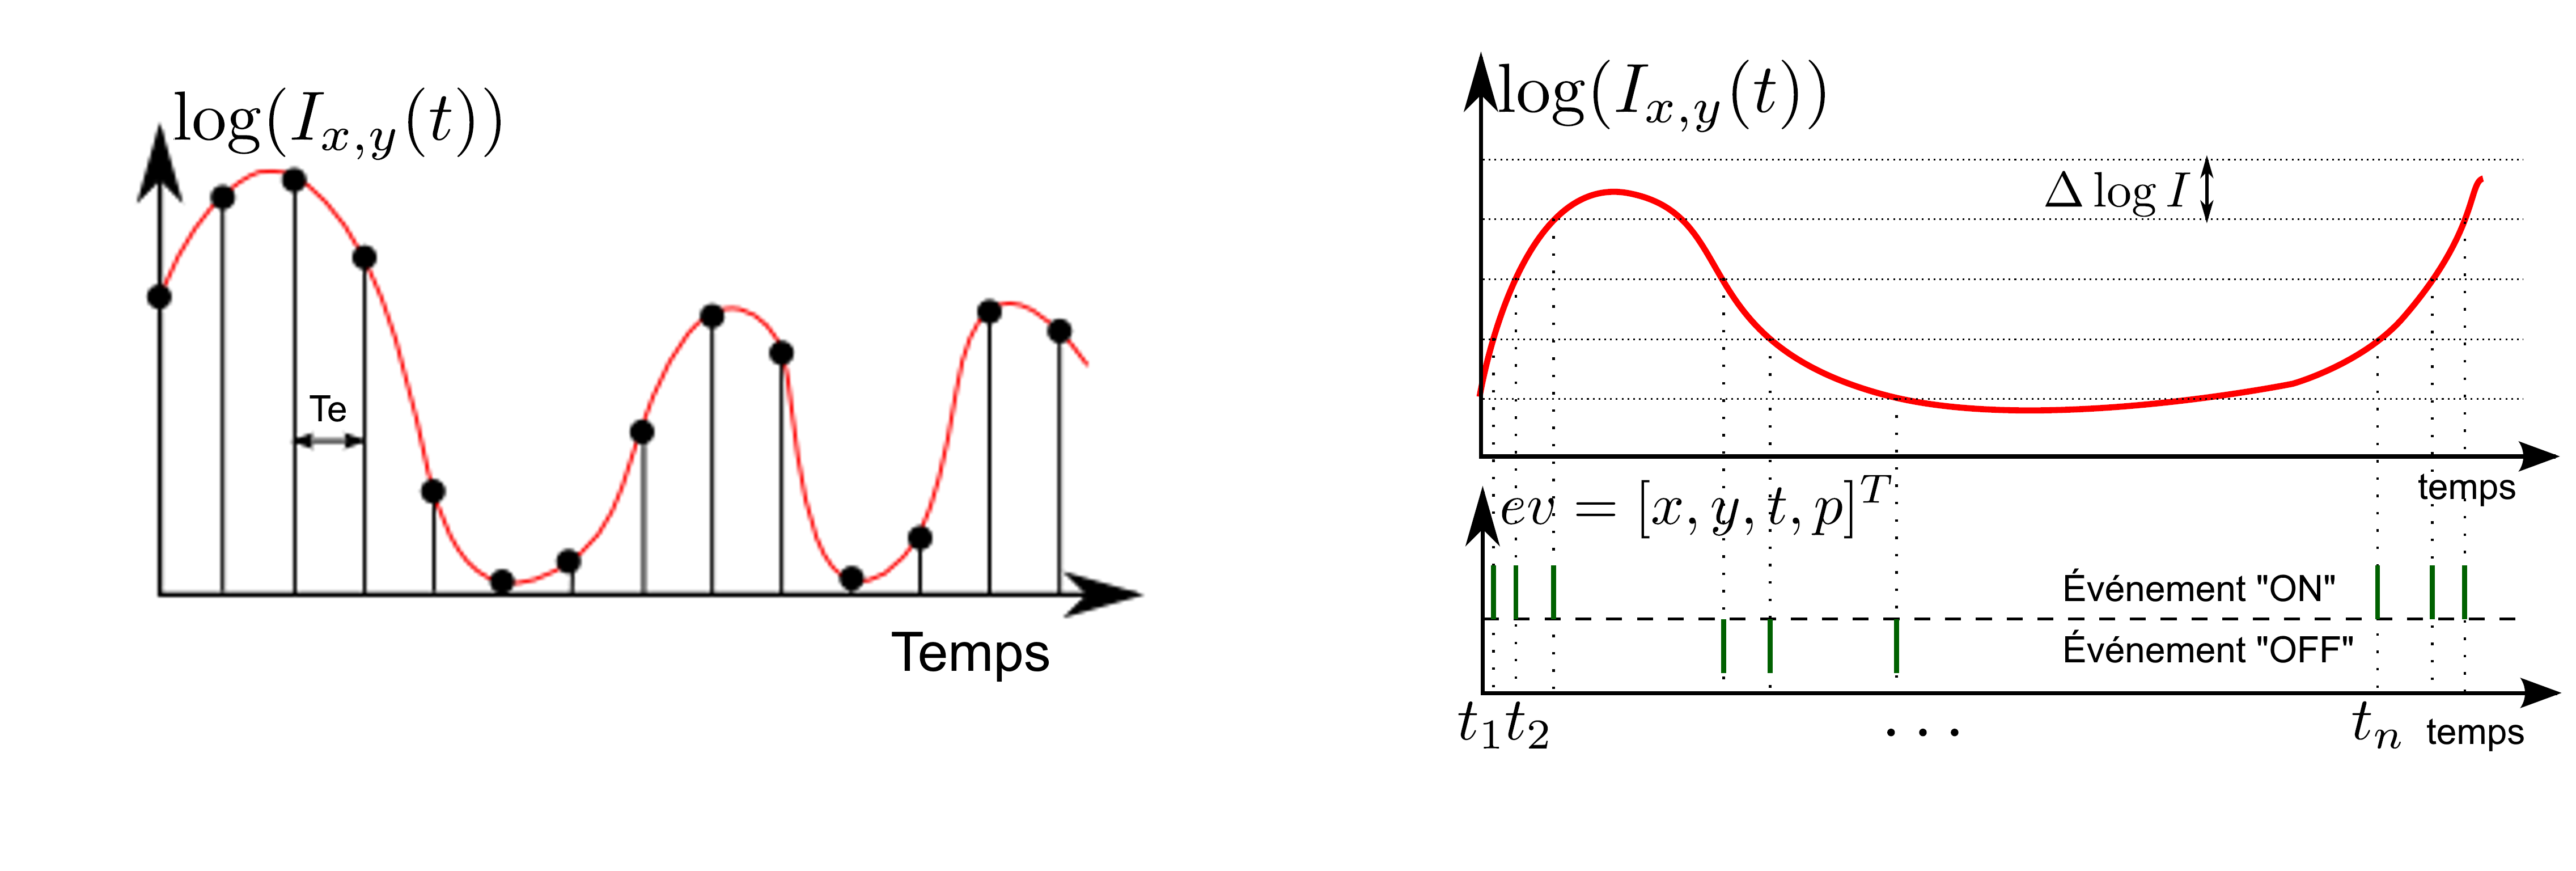 log(I_{x,y}(t))
Te
Temps
log(I_{x,y}(t))
Δ log I
temps
ev = [x, y, t, p]^T
Événement "ON"
Événement "OFF"
t_1 t_2 ... t_n temps